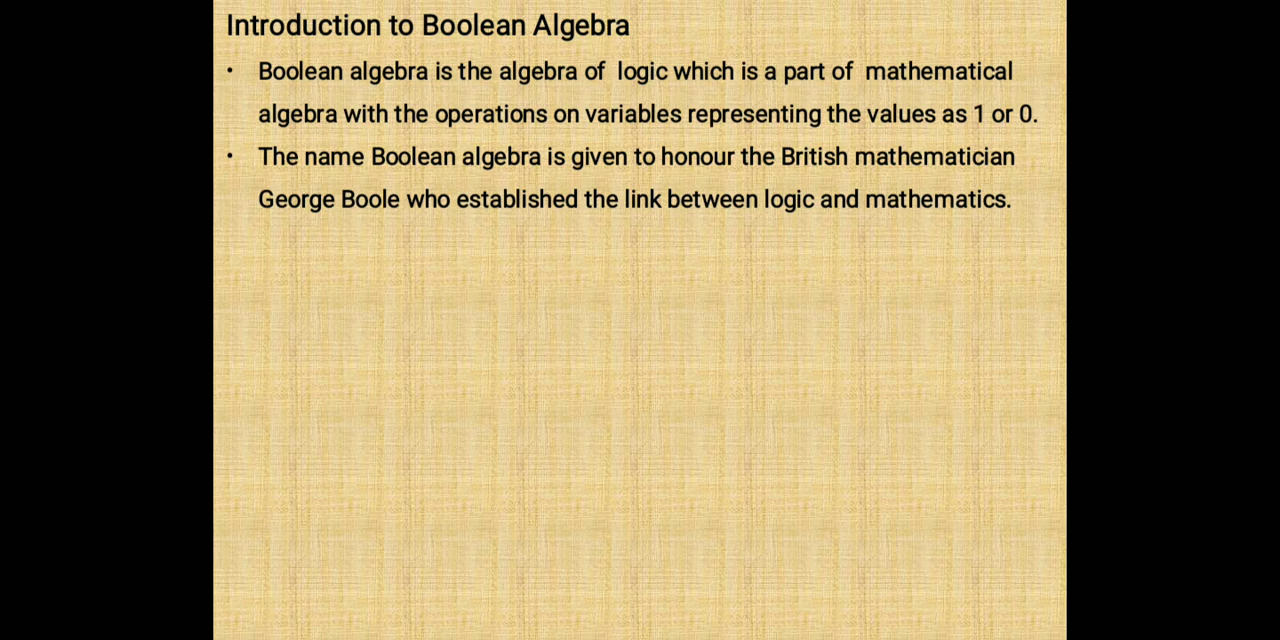 Introduction to Boolean Algebra
• Boolean algebra is the algebra of logic which is a part of mathematical
algebra with the operations on variables representing the values as 1 or 0.
• The name Boolean algebra is given to honour the British mathematician
George Boole who established the link between logic and mathematics.